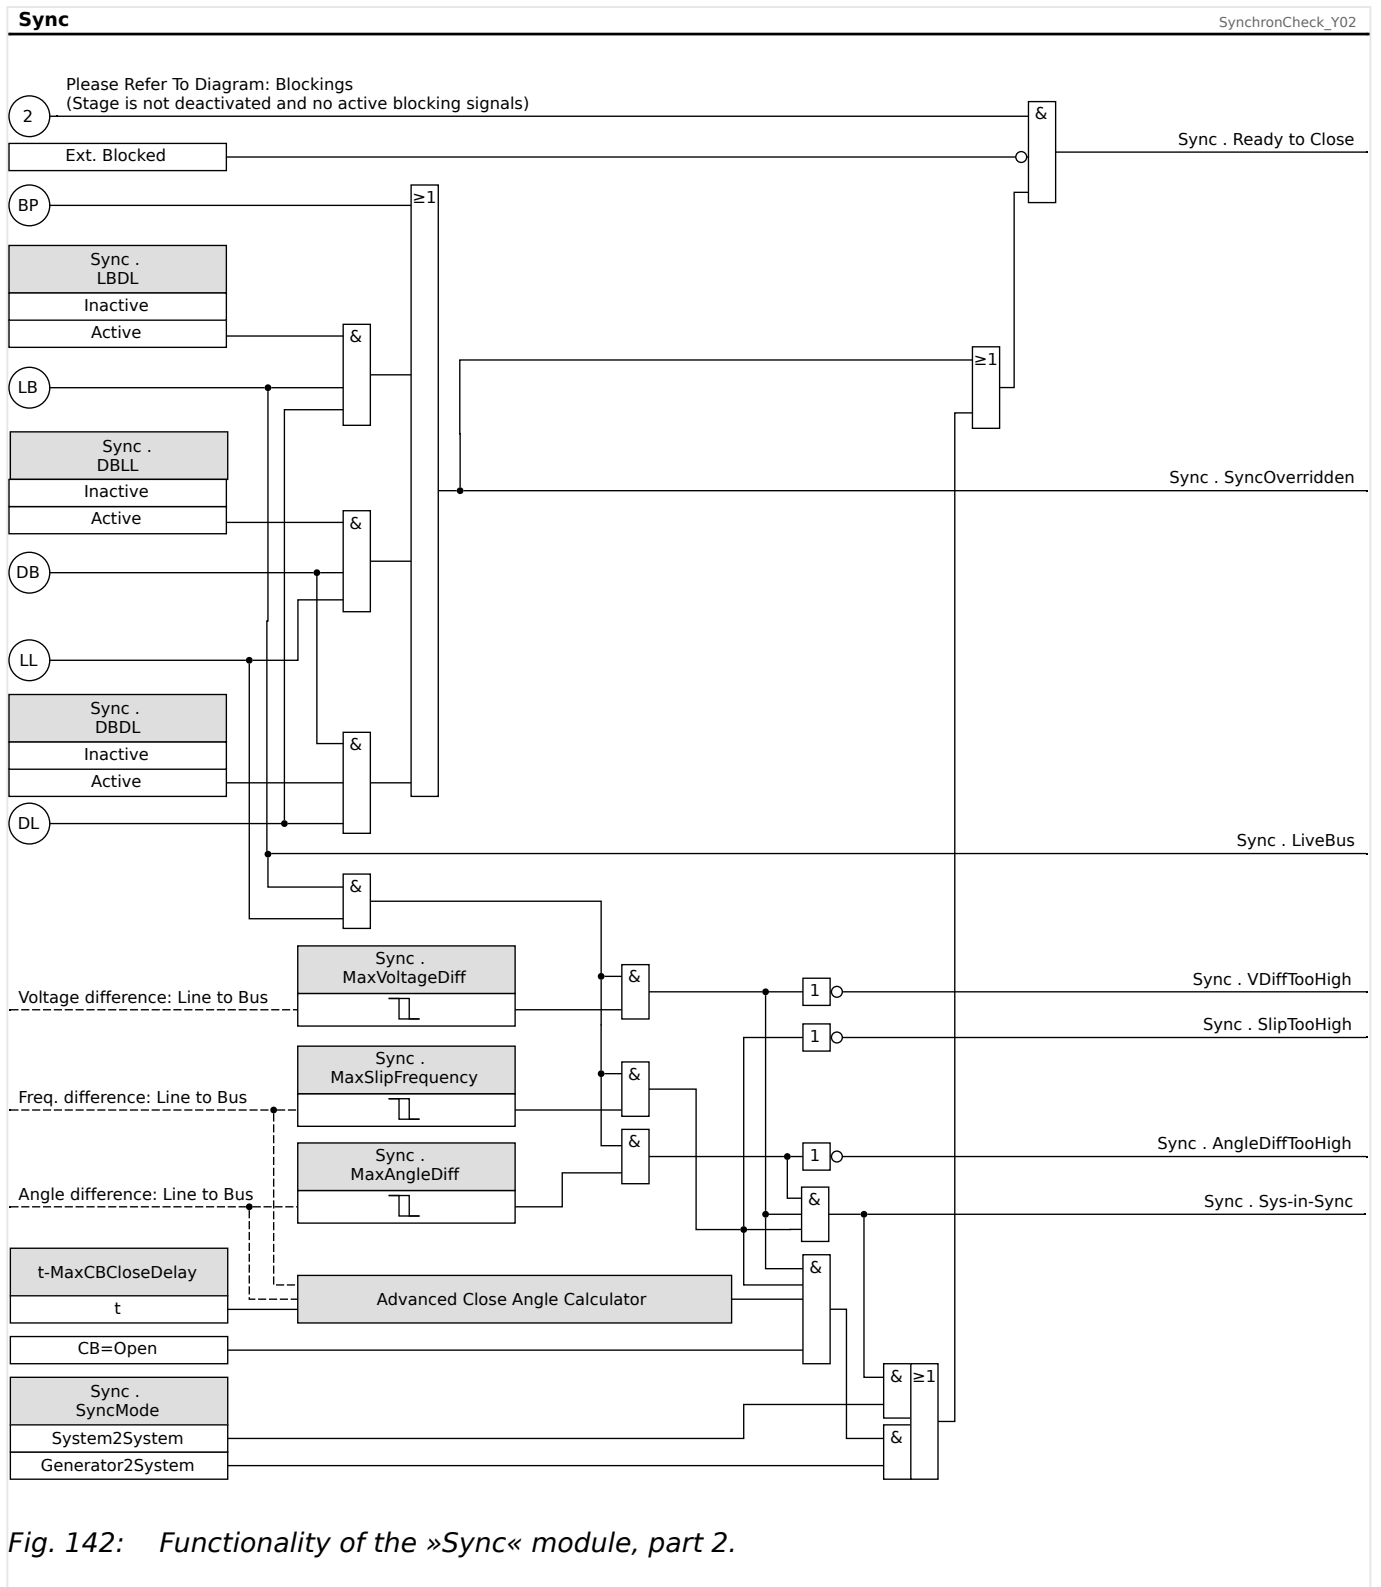 Sync
SynchronCheck_Y02
Please Refer To Diagram: Blockings
(Stage is not deactivated and no active blocking signals)
2
&
Sync . Ready to Close
Ext. Blocked
BP
≥1
Sync .
LBDL
Inactive
Active
&
≥1
LB
Sync .
DBLL
Inactive
Active
&
Sync . SyncOverridden
DB
LL
Sync .
DBDL
Inactive
Active
&
DL
Sync . LiveBus
&
Sync .
MaxVoltageDiff
Voltage difference: Line to Bus
&
1
Sync . VDiffTooHigh
1
Sync . SlipTooHigh
Sync .
MaxSlipFrequency
Freq. difference: Line to Bus
&
&
Sync .
MaxAngleDiff
1
Sync . AngleDiffTooHigh
Angle difference: Line to Bus
&
Sync . Sys-in-Sync
t-MaxCBCloseDelay
t
Advanced Close Angle Calculator
&
CB=Open
Sync .
SyncMode
System2System
Generator2System
&
≥1
&
Fig. 142: Functionality of the »Sync« module, part 2.